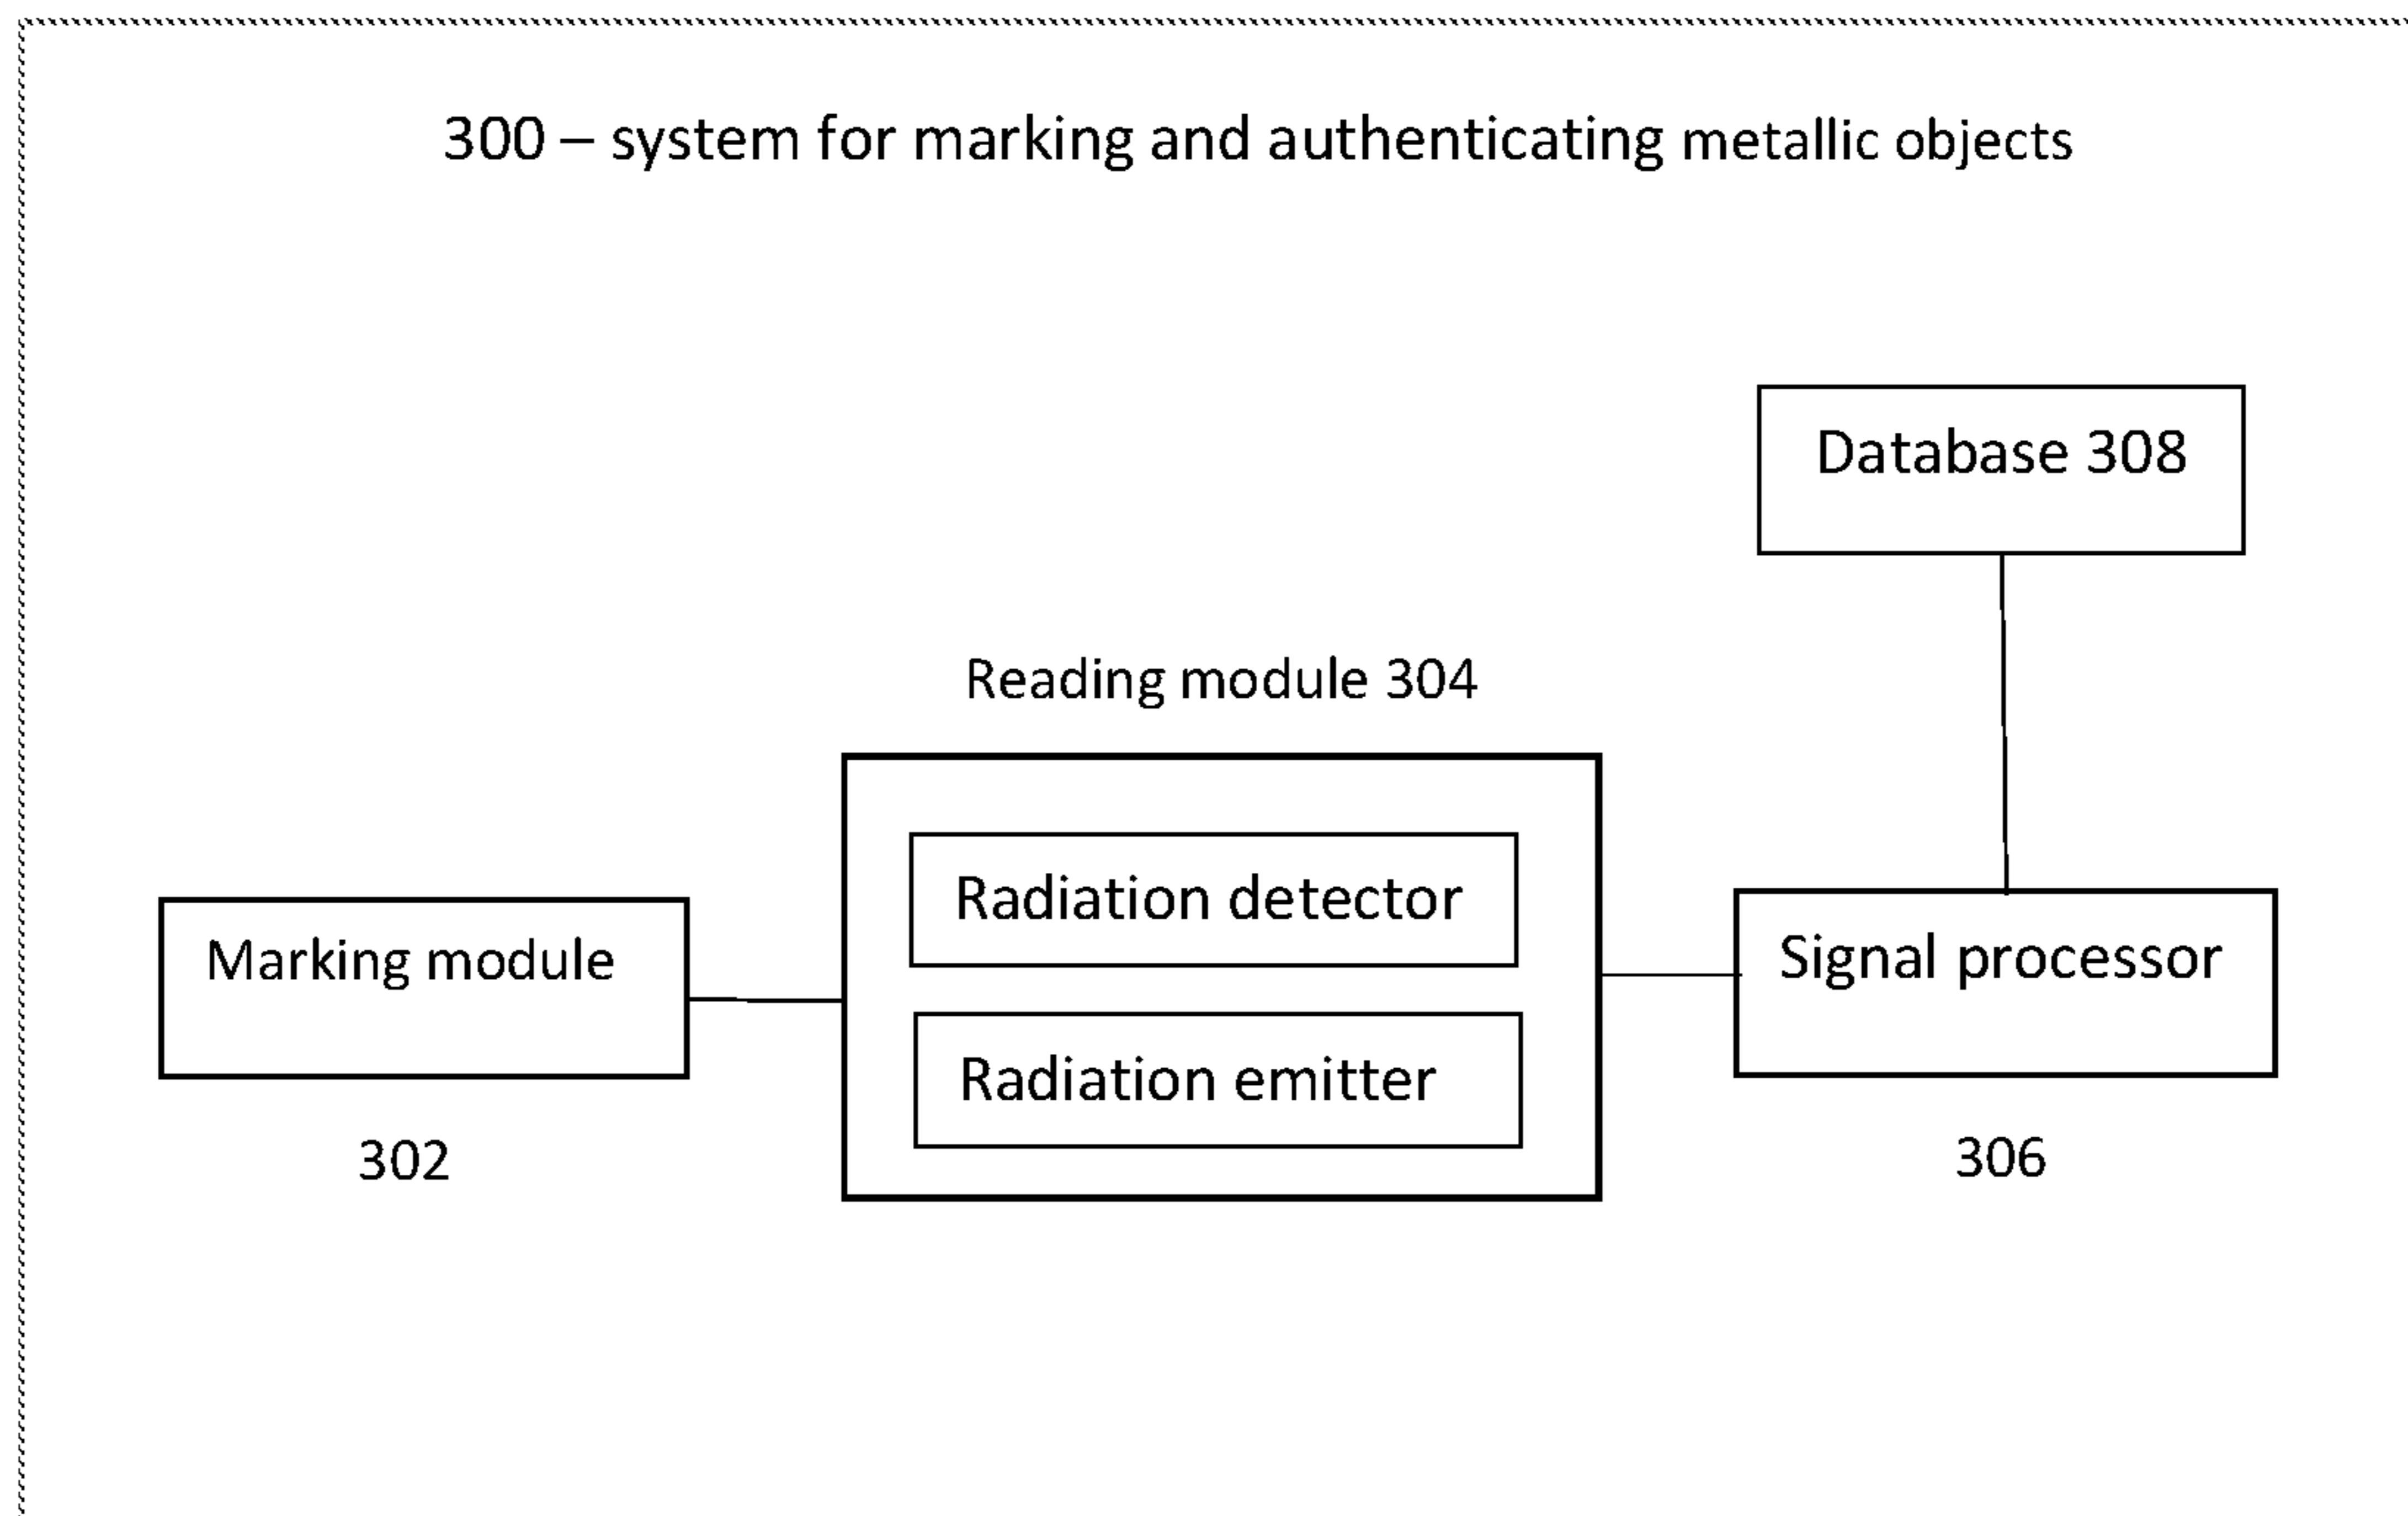 300 – system for marking and authenticating metallic objects
Database 308
Reading module 304
Radiation detector
Marking module
Signal processor
Radiation emitter
302
306